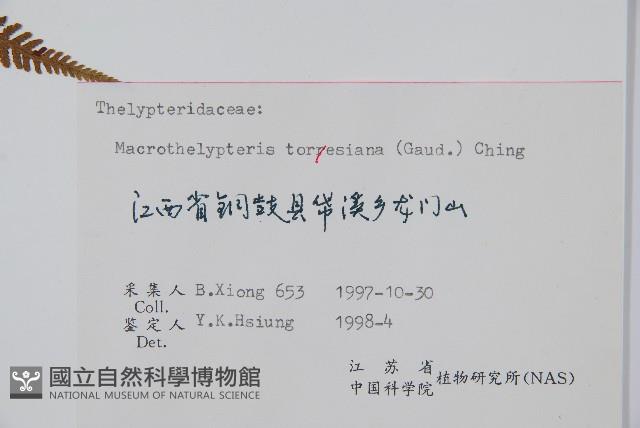 Thelypteridaceae:
Macrothelypteris torresiana (Gaud.) Ching
江西省铜鼓县带溪乡龙门山
采集人 B.Xiong 653 1997-10-30
Coll.
鉴定人 Y.K.Hsiung 1998-4
Det.
江苏省
中国科学院 植物研究所(NAS)
國立自然科學博物館
NATIONAL MUSEUM OF NATURAL SCIENCE